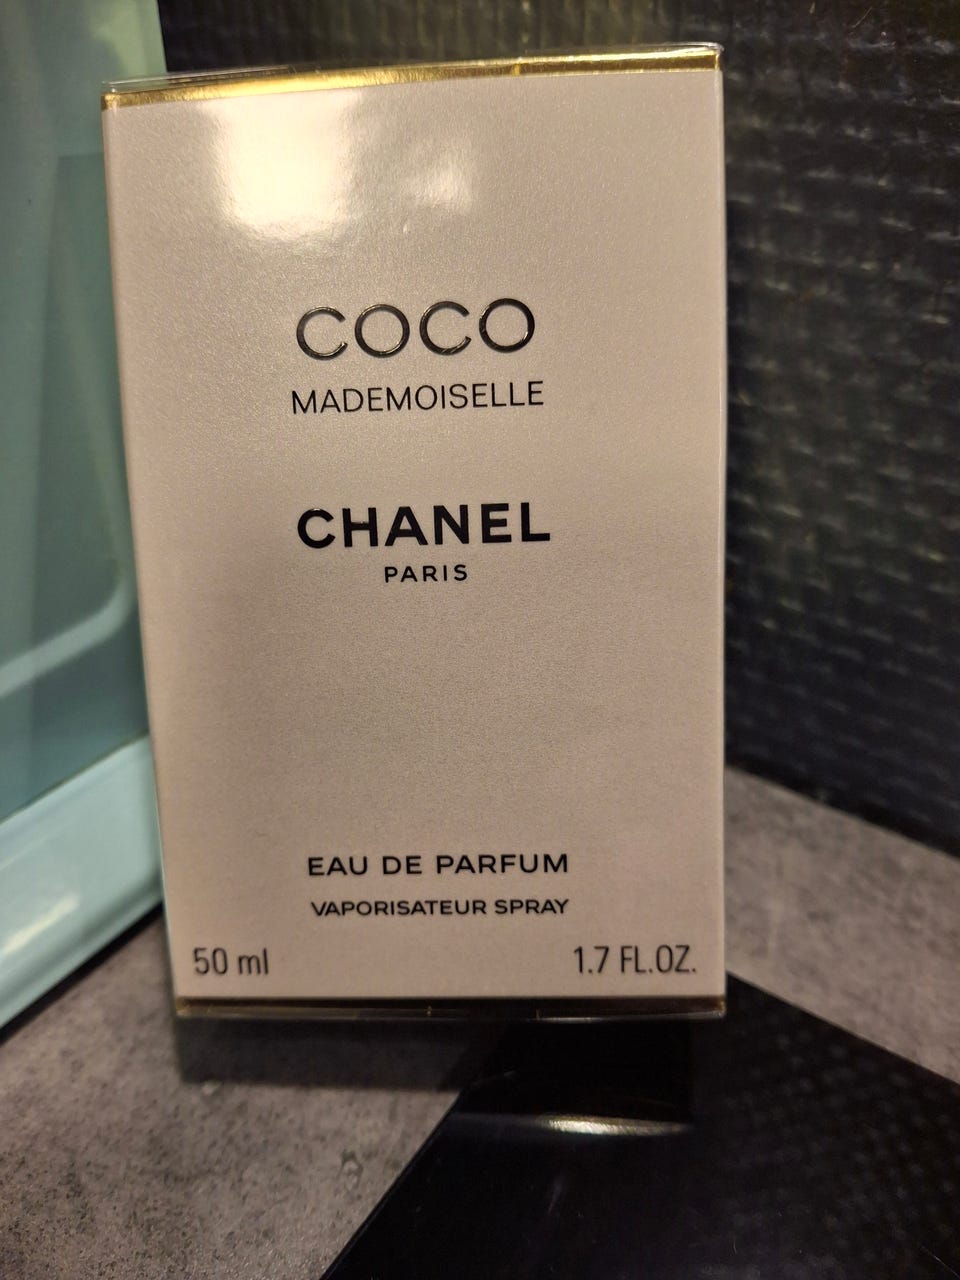 COCO
MADEMOISELLE
CHANEL
PARIS
EAU DE PARFUM
VAPORISATEUR SPRAY
50 ml 1.7 FL.OZ.